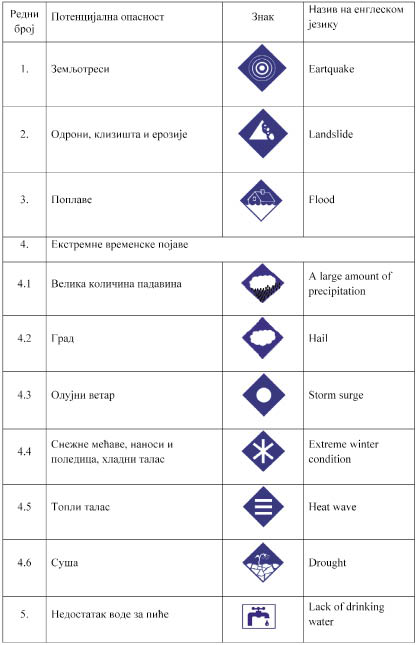 Редни
број
Потенцијална опасност
Знак
Назив на енглеском
језику
1.
Земљотреси
Eartquake
2.
Одрони, клизишта и ерозије
Landslide
3.
Поплаве
Flood
4.
Екстремне временске појаве
4.1
Велика количина падавина
A large amount of
precipitation
4.2
Град
Hail
4.3
Олујни ветар
Storm surge
4.4
Снежне мећаве, наноси и
поледица, хладни талас
Extreme winter
condition
4.5
Топли талас
Heat wave
4.6
Суша
Drought
5.
Недостатак воде за пиће
Lack of drinking
water